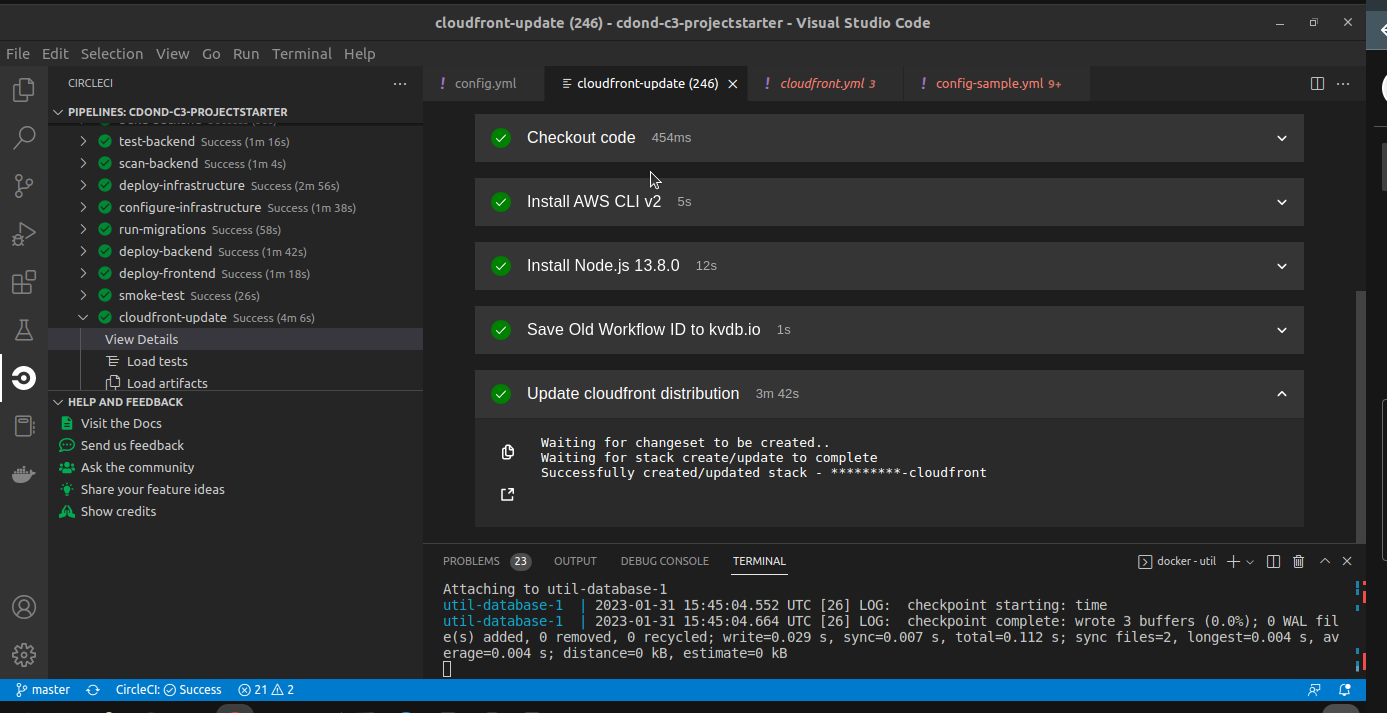 cloudfront-update (246) - cdond-c3-projectstarter - Visual Studio Code
File Edit Selection View Go Run Terminal Help
CIRCLECI
PIPELINES: CDOND-C3-PROJECTSTARTER
test-backend Success (1m 16s)
scan-backend Success (1m 4s)
deploy-infrastructure Success (2m 56s)
configure-infrastructure Success (1m 38s)
run-migrations Success (58s)
deploy-backend Success (1m 42s)
deploy-frontend Success (1m 18s)
smoke-test Success (26s)
cloudfront-update Success (4m 6s)
View Details
Load tests
Load artifacts
HELP AND FEEDBACK
Visit the Docs
Send us feedback
Ask the community
Share your feature ideas
Show credits
! config.yml
cloudfront-update (246)
! cloudfront.yml 3
! config-sample.yml 9+
Checkout code 454ms
Install AWS CLI v2 5s
Install Node.js 13.8.0 12s
Save Old Workflow ID to kvdb.io 1s
Update cloudfront distribution 3m 42s
Waiting for changeset to be created..
Waiting for stack create/update to complete
Successfully created/updated stack - *********-cloudfront
PROBLEMS 23 OUTPUT DEBUG CONSOLE TERMINAL
docker - util
Attaching to util-database-1
util-database-1 | 2023-01-31 15:45:04.552 UTC [26] LOG: checkpoint starting: time
util-database-1 | 2023-01-31 15:45:04.664 UTC [26] LOG: checkpoint complete: wrote 3 buffers (0.0%); 0 WAL fil
e(s) added, 0 removed, 0 recycled; write=0.029 s, sync=0.007 s, total=0.112 s; sync files=2, longest=0.004 s, av
erage=0.004 s; distance=0 kB, estimate=0 kB
master CircleCI: Success 21 2